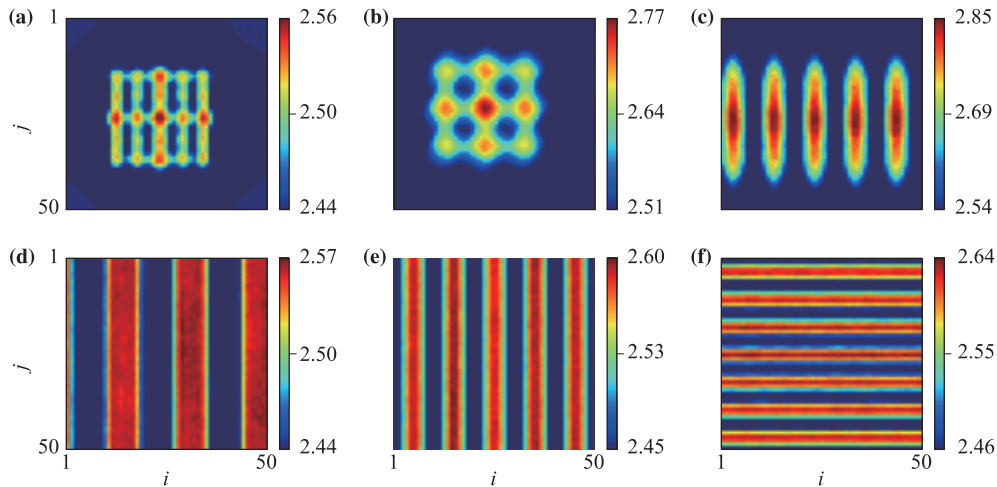 (a) 1 2.56 (b) 2.77 (c) 2.85
j 2.50 2.64 2.69
50 2.44 2.51 2.54
(d) 1 2.57 (e) 2.60 (f) 2.64
j 2.50 2.53 2.55
50 2.44 2.45 2.46
1 50 1 50 1 50
i i i